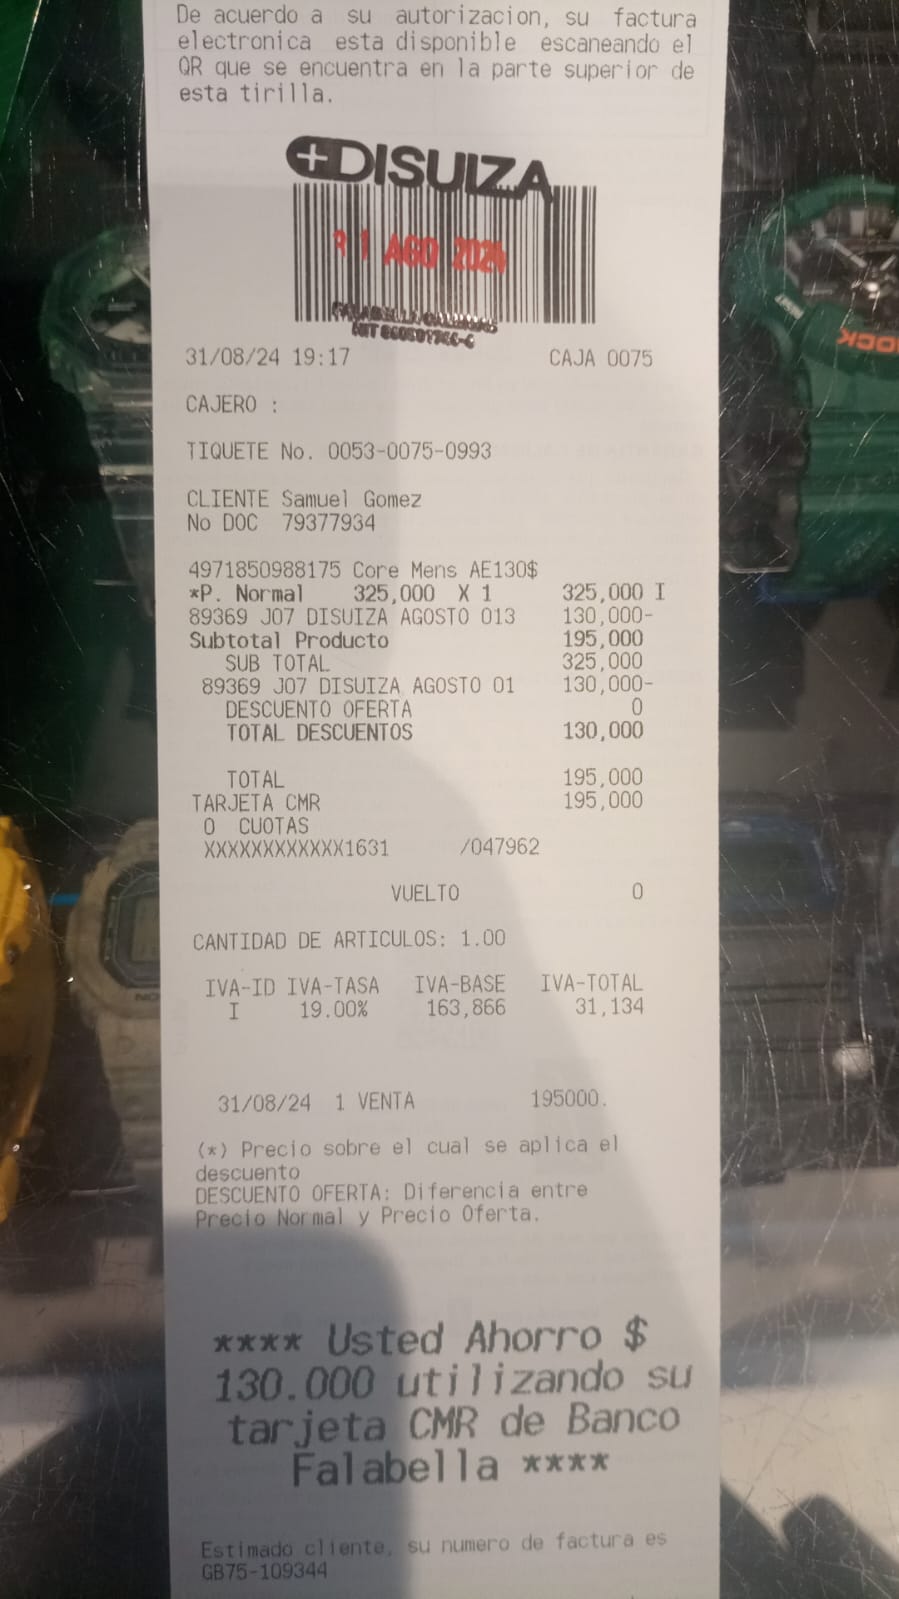 De acuerdo a su autorizacion, su factura
electronica esta disponible escaneando el
QR que se encuentra en la parte superior de
esta tirilla.
+DISUIZA
31 AGO 2024
31/08/24 19:17 CAJA 0075
CAJERO :
TIQUETE No. 0053-0075-0993
CLIENTE Samuel Gomez
No DOC 79377934
4971850988175 Core Mens AE130$
*P. Normal 325,000 X 1 325,000 I
89369 J07 DISUIZA AGOSTO 013 130,000-
Subtotal Producto 195,000
SUB TOTAL 325,000
89369 J07 DISUIZA AGOSTO 01 130,000-
DESCUENTO OFERTA 0
TOTAL DESCUENTOS 130,000
TOTAL 195,000
TARJETA CMR 195,000
0 CUOTAS
XXXXXXXXXXXX1631 /047962
VUELTO 0
CANTIDAD DE ARTICULOS: 1.00
IVA-ID IVA-TASA IVA-BASE IVA-TOTAL
I 19.00% 163,866 31,134
31/08/24 1 VENTA 195000.
(*) Precio sobre el cual se aplica el
descuento
DESCUENTO OFERTA: Diferencia entre
Precio Normal y Precio Oferta.
**** Usted Ahorro $
130.000 utilizando su
tarjeta CMR de Banco
Falabella ****
Estimado cliente, su numero de factura es
GB75-109344